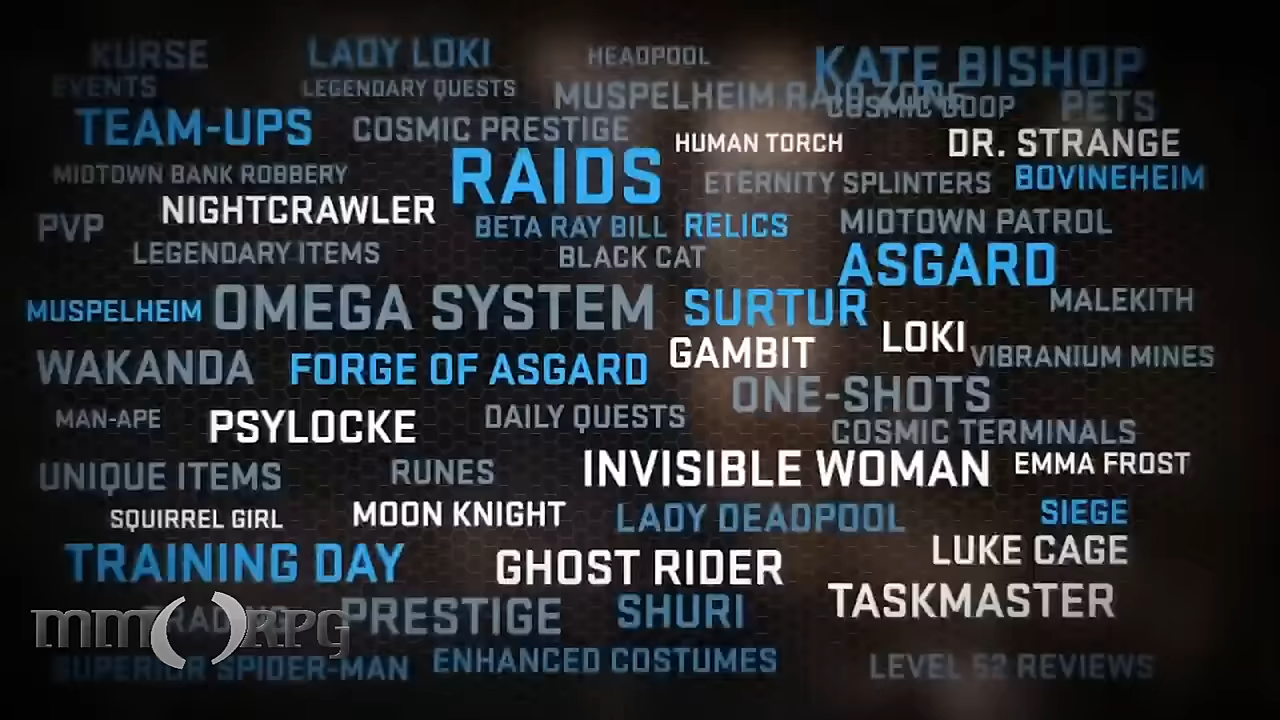 KURSE
LADY LOKI
HEADPOOL
KATE BISHOP
EVENTS
LEGENDARY QUESTS
MUSPELHEIM RAID ZONE
COSMIC DOOP
PETS
TEAM-UPS
COSMIC PRESTIGE
HUMAN TORCH
DR. STRANGE
MIDTOWN BANK ROBBERY
RAIDS
ETERNITY SPLINTERS
BOVINEHEIM
PVP
NIGHTCRAWLER
BETA RAY BILL
RELICS
MIDTOWN PATROL
LEGENDARY ITEMS
BLACK CAT
ASGARD
MUSPELHEIM
OMEGA SYSTEM
SURTUR
MALEKITH
LOKI
WAKANDA
FORGE OF ASGARD
GAMBIT
VIBRANIUM MINES
ONE-SHOTS
MAN-APE
PSYLOCKE
DAILY QUESTS
COSMIC TERMINALS
UNIQUE ITEMS
RUNES
INVISIBLE WOMAN
EMMA FROST
SQUIRREL GIRL
MOON KNIGHT
LADY DEADPOOL
SIEGE
TRAINING DAY
GHOST RIDER
LUKE CAGE
TRADING
PRESTIGE
SHURI
TASKMASTER
mmORPG
SUPERIOR SPIDER-MAN
ENHANCED COSTUMES
LEVEL 52 REVIEWS